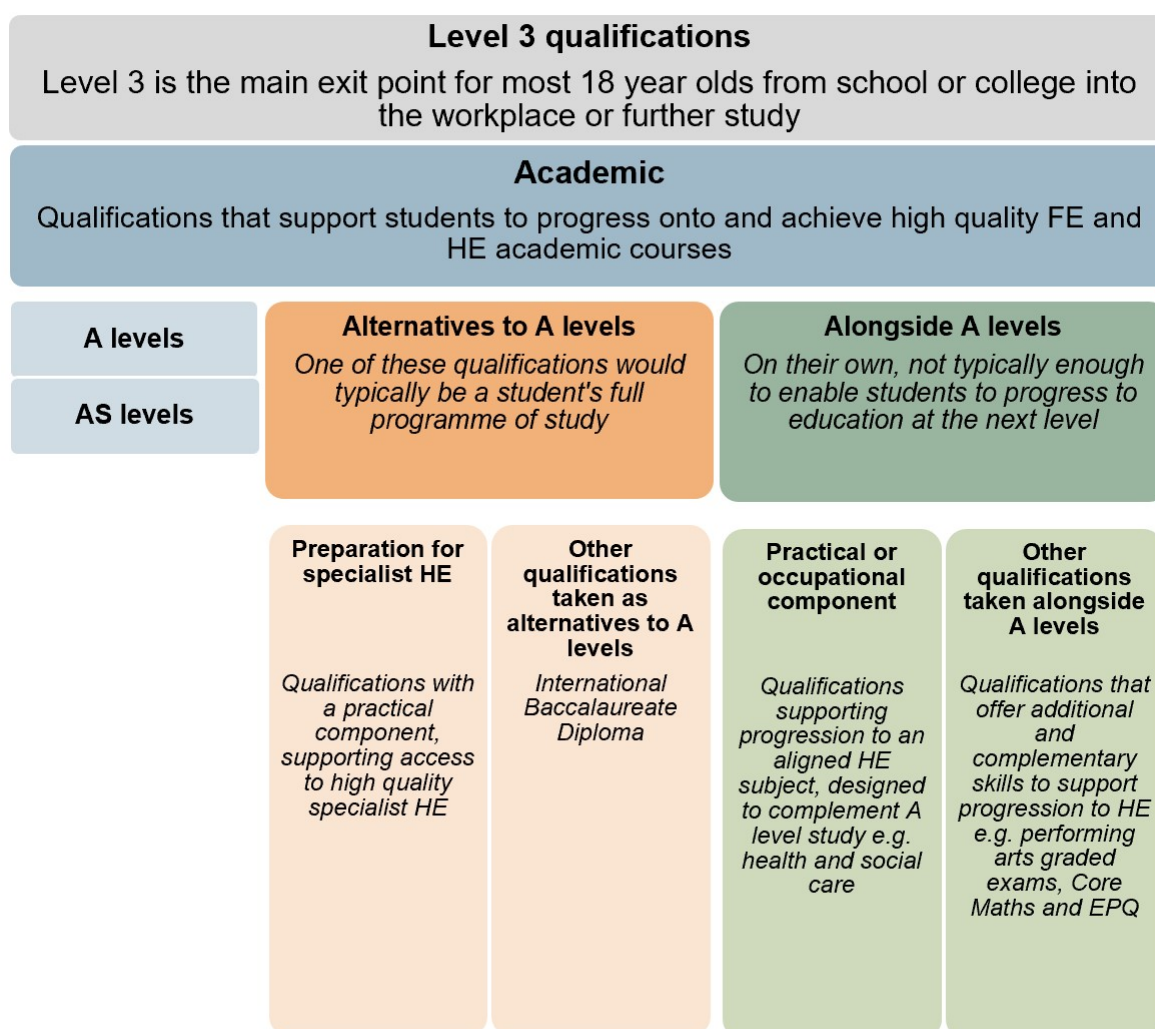 Level 3 qualifications
Level 3 is the main exit point for most 18 year olds from school or college into
the workplace or further study
Academic
Qualifications that support students to progress onto and achieve high quality FE and
HE academic courses
A levels
AS levels
Alternatives to A levels
One of these qualifications would
typically be a student's full
programme of study
Alongside A levels
On their own, not typically enough
to enable students to progress to
education at the next level
Preparation for
specialist HE
Qualifications with
a practical
component,
supporting access
to high quality
specialist HE
Other
qualifications
taken as
alternatives to A
levels
International
Baccalaureate
Diploma
Practical or
occupational
component
Qualifications
supporting
progression to an
aligned HE
subject, designed
to complement A
level study e.g.
health and social
care
Other
qualifications
taken alongside
A levels
Qualifications that
offer additional
and
complementary
skills to support
progression to HE
e.g. performing
arts graded
exams, Core
Maths and EPQ